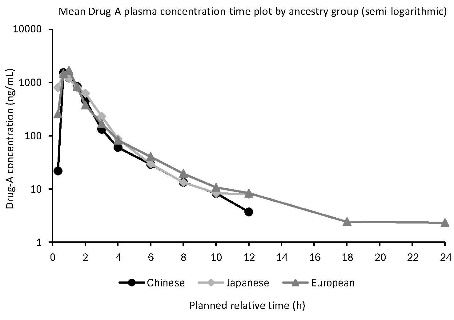 Mean Drug-A plasma concentration-time plot by ancestry group (semi-logarithmic)
10000
1000
100
10
1
Drug-A concentration (ng/mL)
0 2 4 6 8 10 12 14 16 18 20 22 24
Chinese Japanese European
Planned relative time (h)